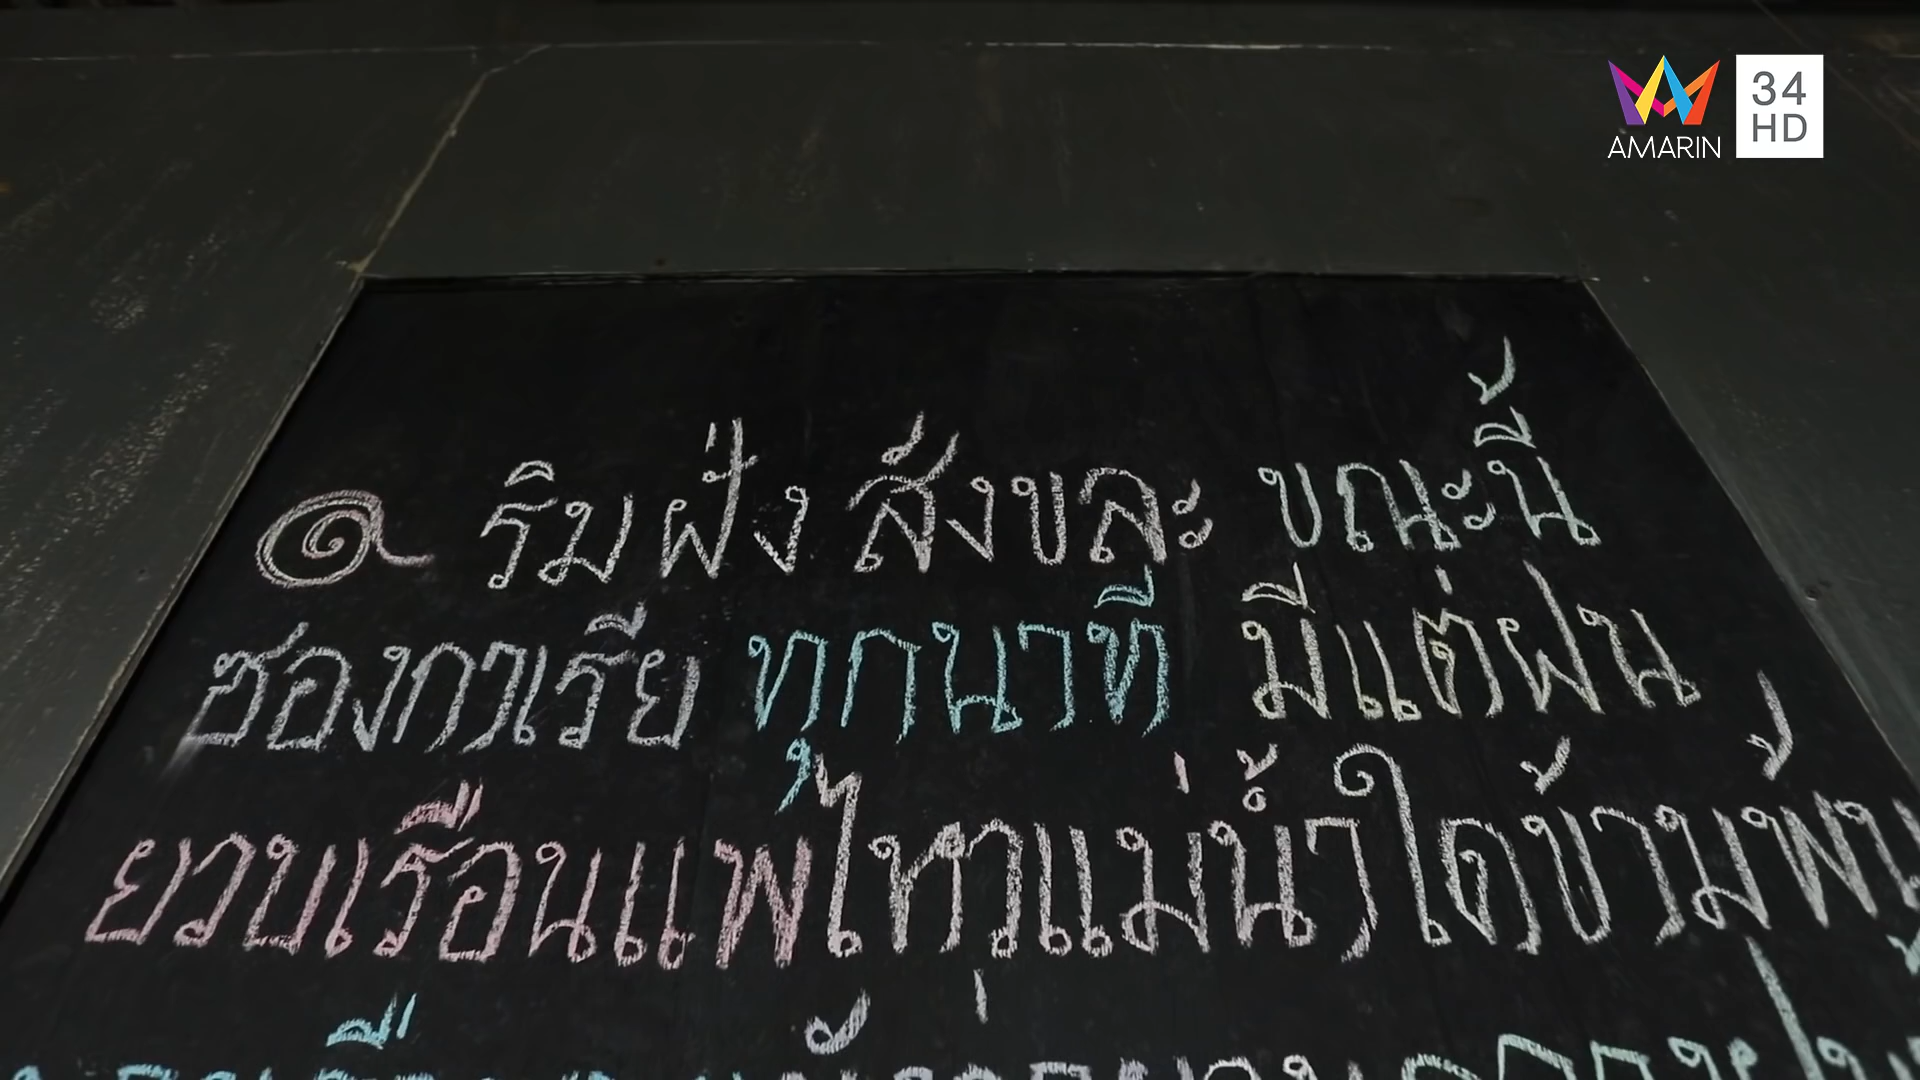 AMARIN
34
HD
๏ ริมฝั่ง สังขละ ขณะนี้
ซองกาเรีย ทุกนาที มีแต่ฝน
ยวบเรือนแพไหวแม่น้ำใดข้ามพ้น